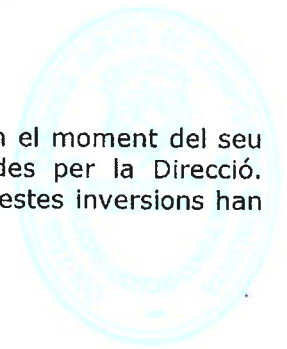 n el moment del seu
des per la Direcció.
estes inversions han